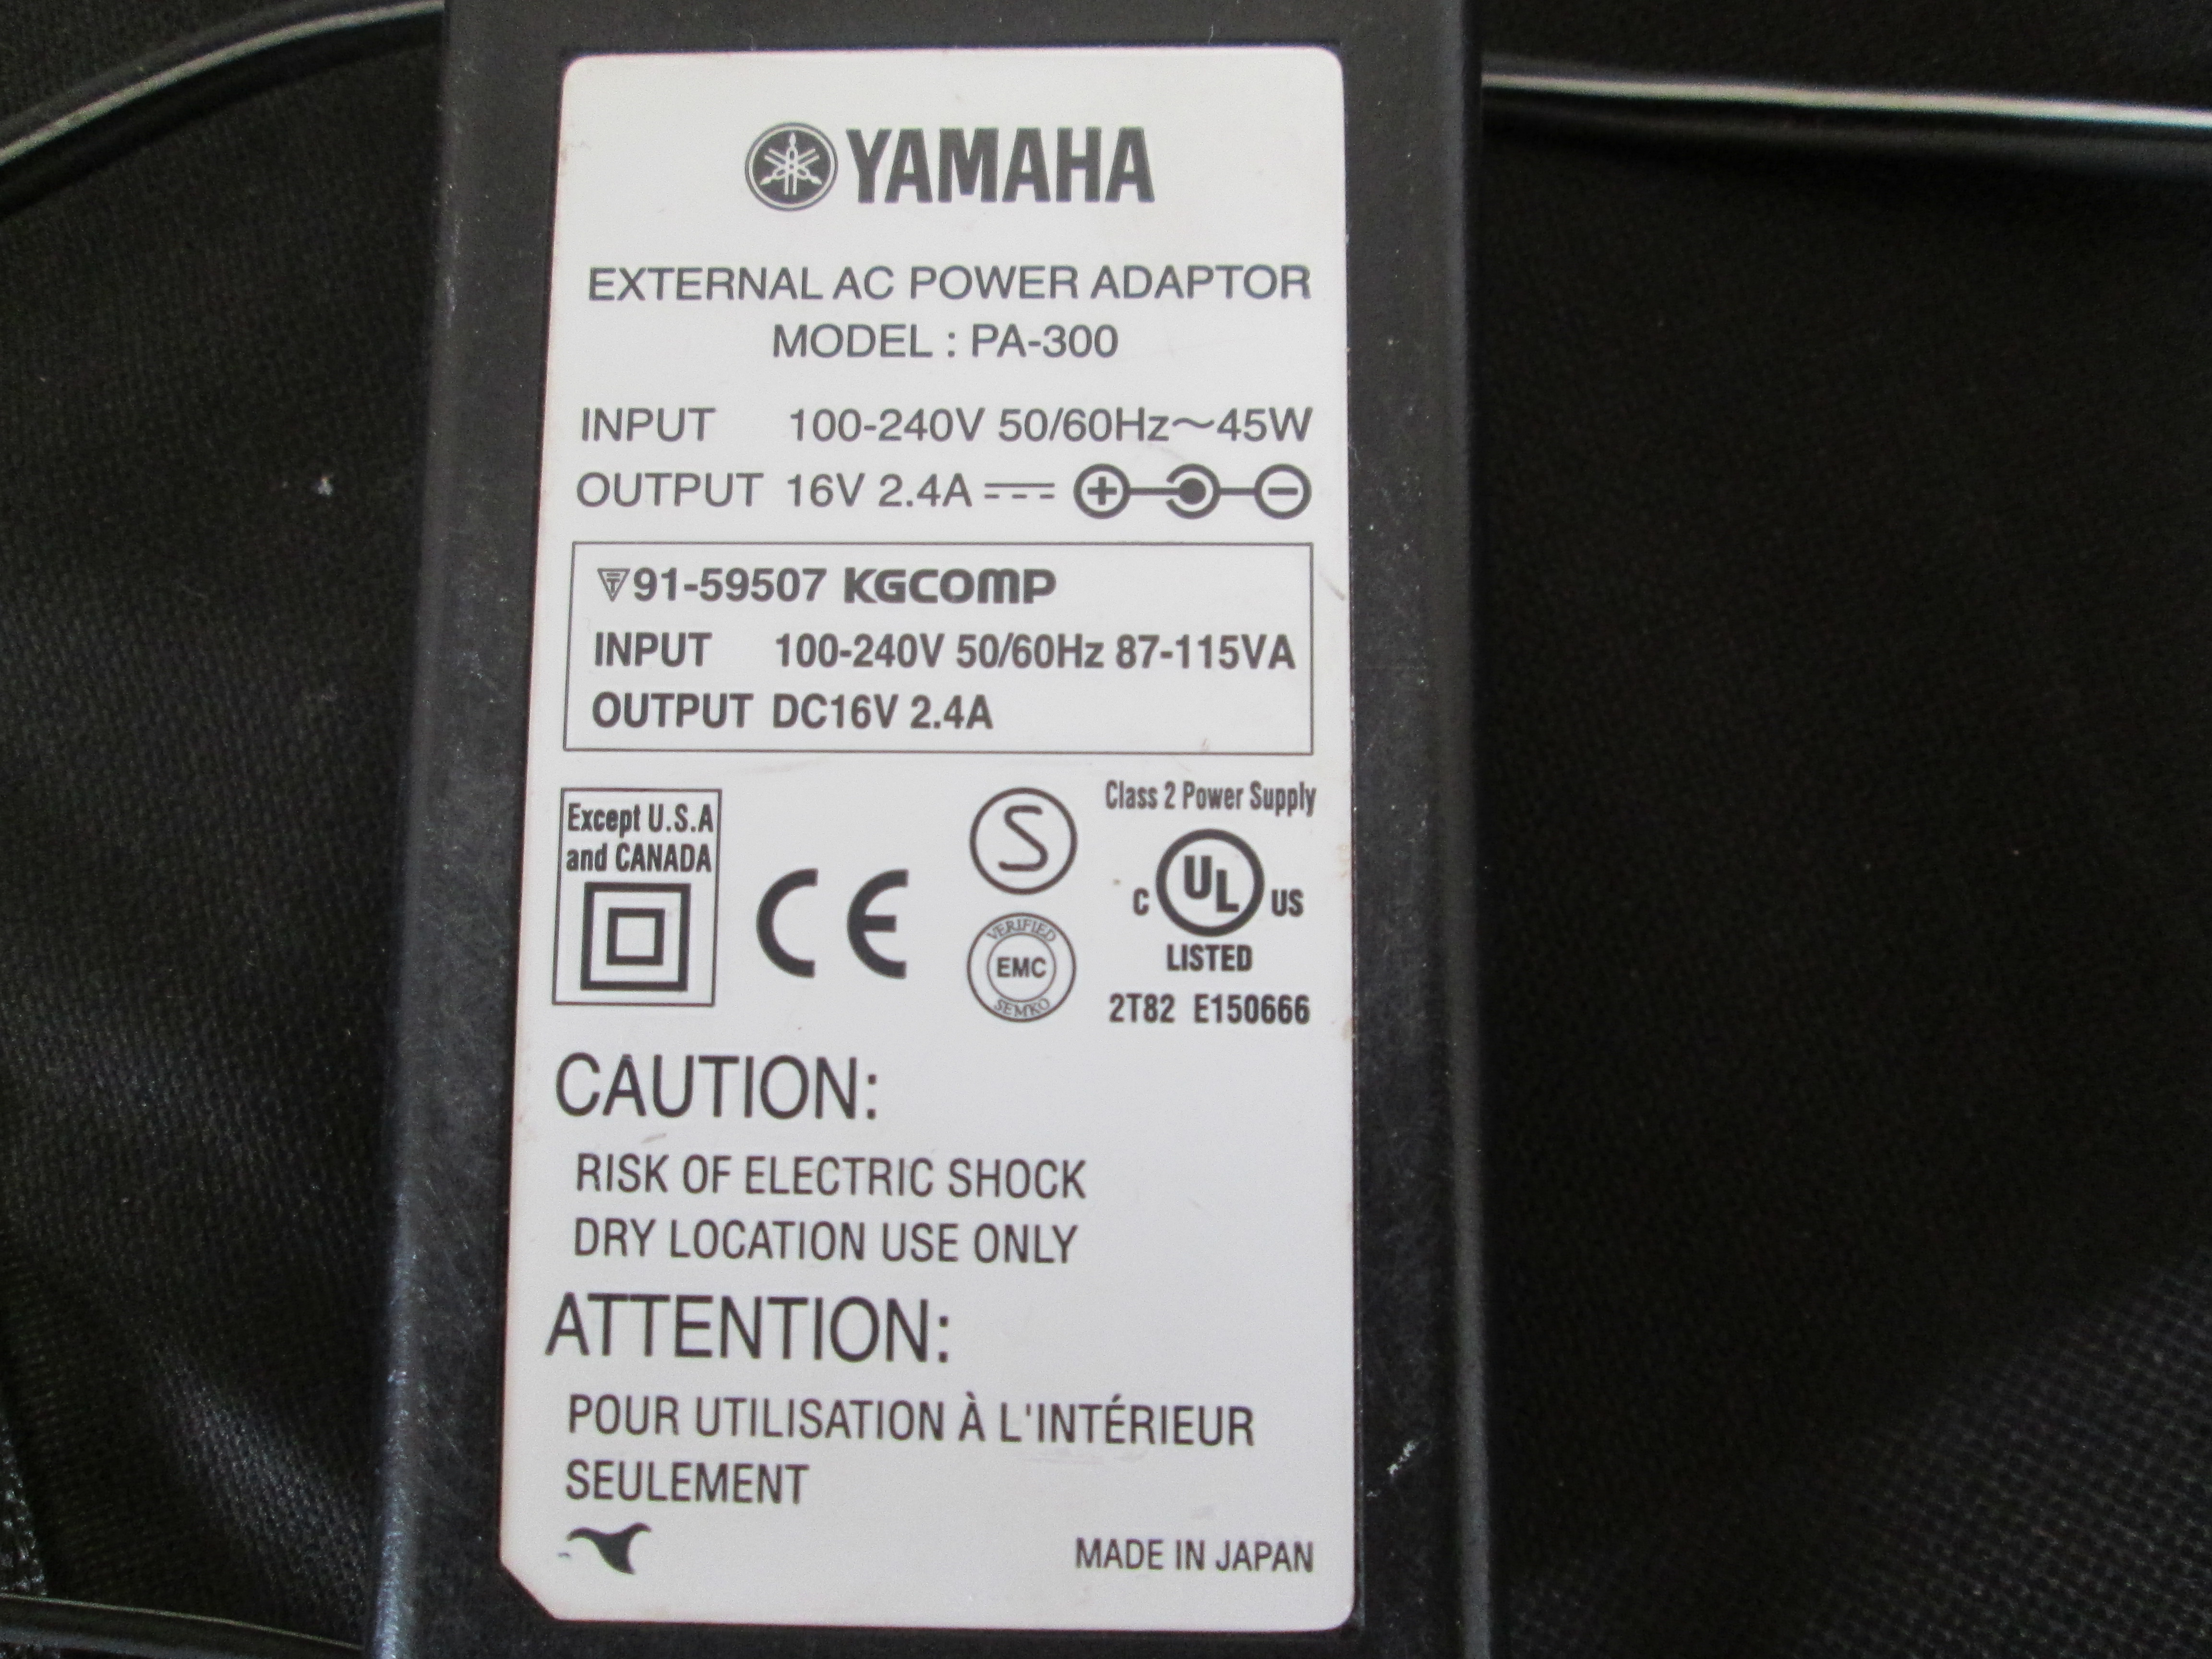 YAMAHA
EXTERNAL AC POWER ADAPTOR
MODEL : PA-300
INPUT 100-240V 50/60Hz～45W
OUTPUT 16V 2.4A
91-59507 KGCOMP
INPUT 100-240V 50/60Hz 87-115VA
OUTPUT DC16V 2.4A
Except U.S.A
and CANADA
CE
S
VERIFIED
EMC
SEMKO
Class 2 Power Supply
C UL US
LISTED
2T82 E150666
CAUTION:
RISK OF ELECTRIC SHOCK
DRY LOCATION USE ONLY
ATTENTION:
POUR UTILISATION À L'INTÉRIEUR
SEULEMENT
MADE IN JAPAN